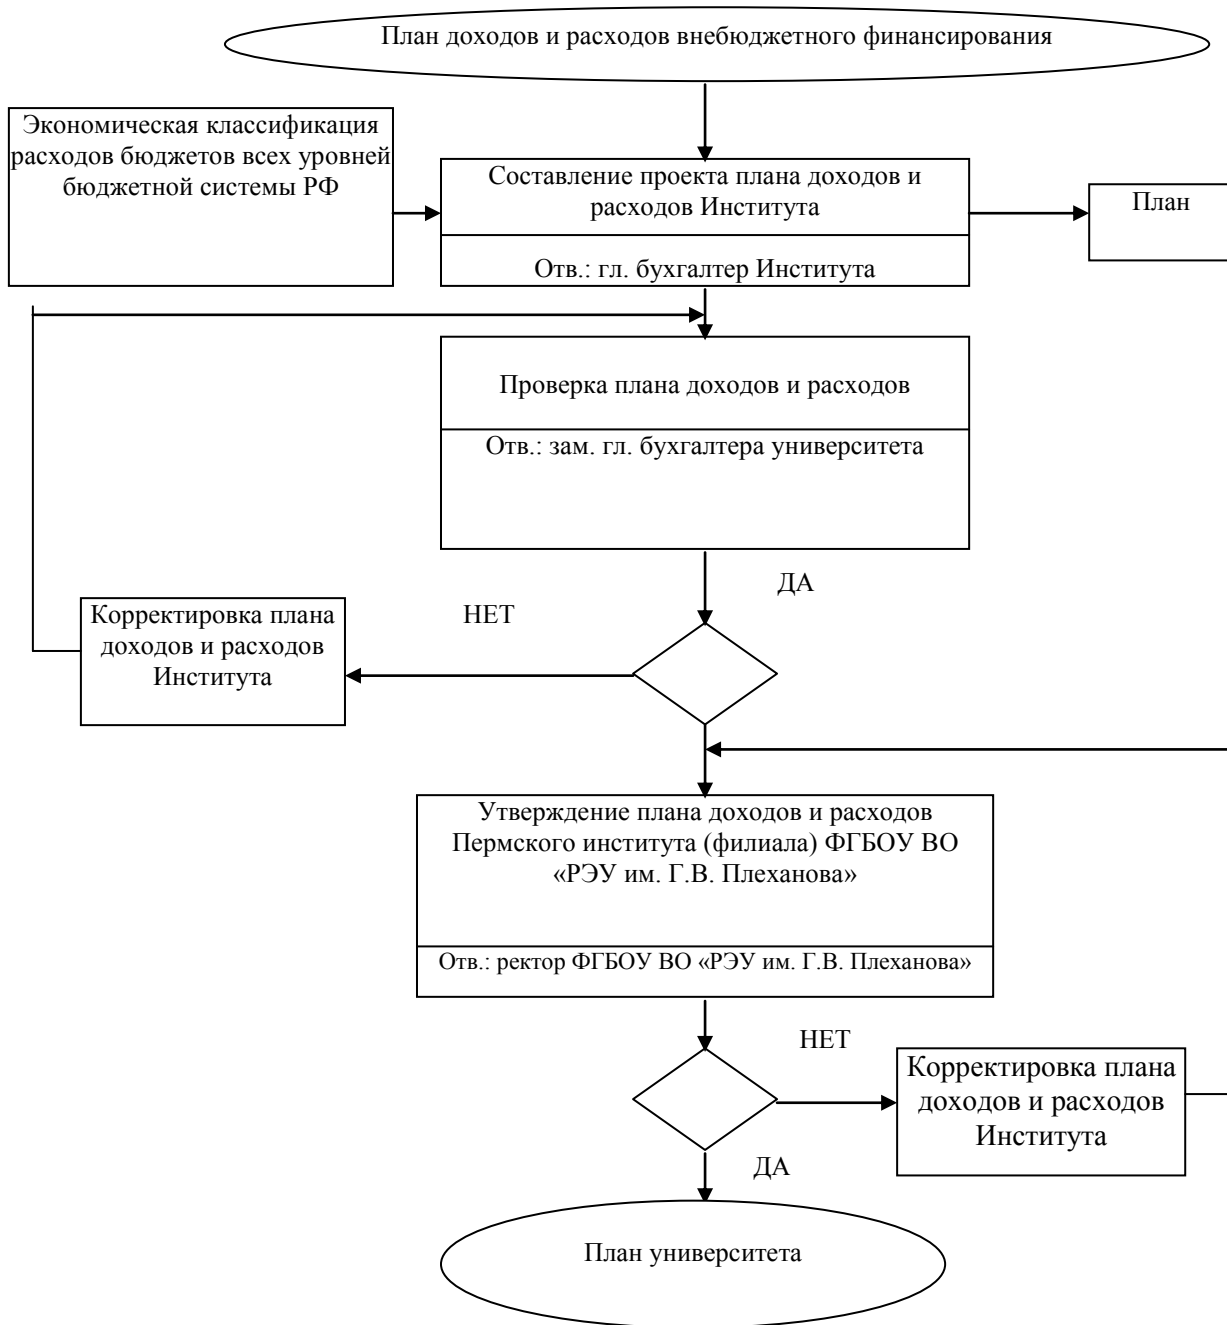 План доходов и расходов внебюджетного финансирования
Экономическая классификация
расходов бюджетов всех уровней
бюджетной системы РФ
Составление проекта плана доходов и
расходов Института
Отв.: гл. бухгалтер Института
План
Проверка плана доходов и расходов
Отв.: зам. гл. бухгалтера университета
ДА
НЕТ
Корректировка плана
доходов и расходов
Института
Утверждение плана доходов и расходов
Пермского института (филиала) ФГБОУ ВО
«РЭУ им. Г.В. Плеханова»
Отв.: ректор ФГБОУ ВО «РЭУ им. Г.В. Плеханова»
НЕТ
Корректировка плана
доходов и расходов
Института
ДА
План университета